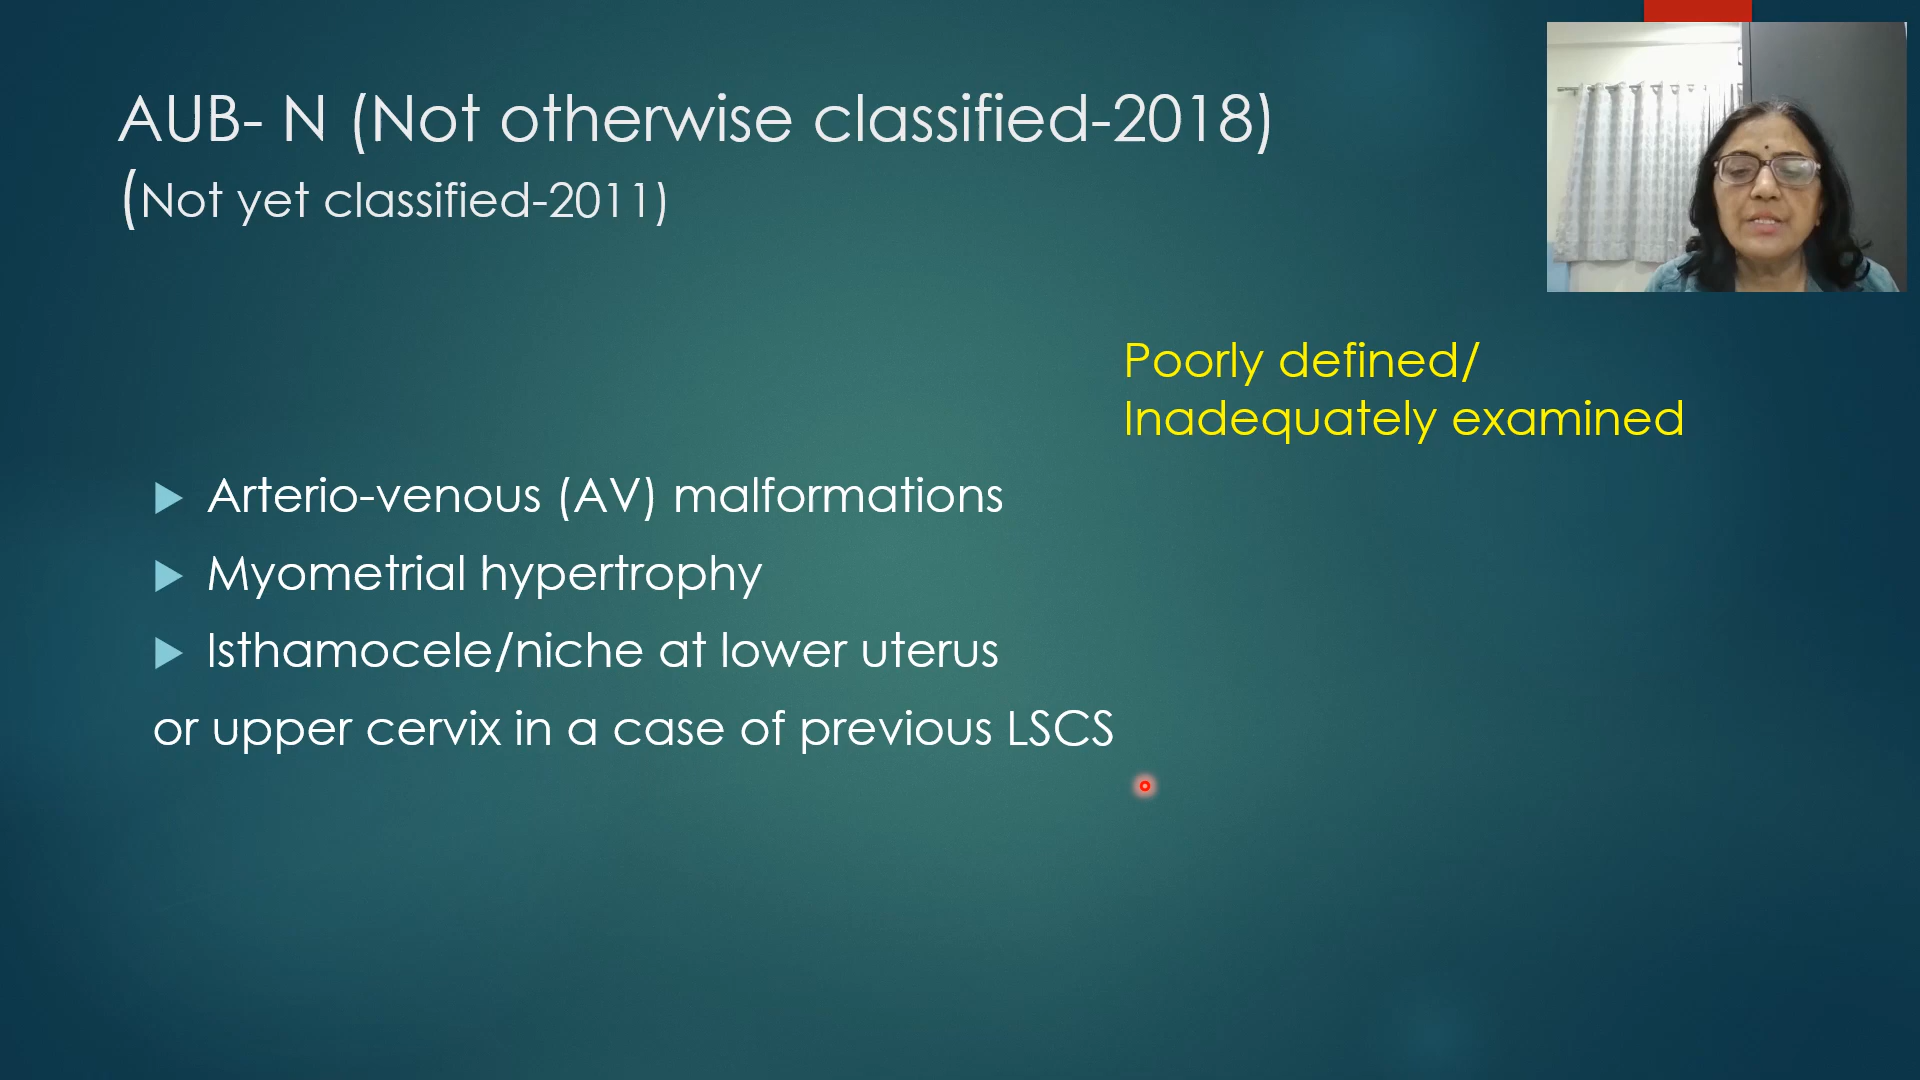 AUB- N (Not otherwise classified-2018)
(Not yet classified-2011)
Poorly defined/
Inadequately examined
Arterio-venous (AV) malformations
Myometrial hypertrophy
Isthamocele/niche at lower uterus
or upper cervix in a case of previous LSCS